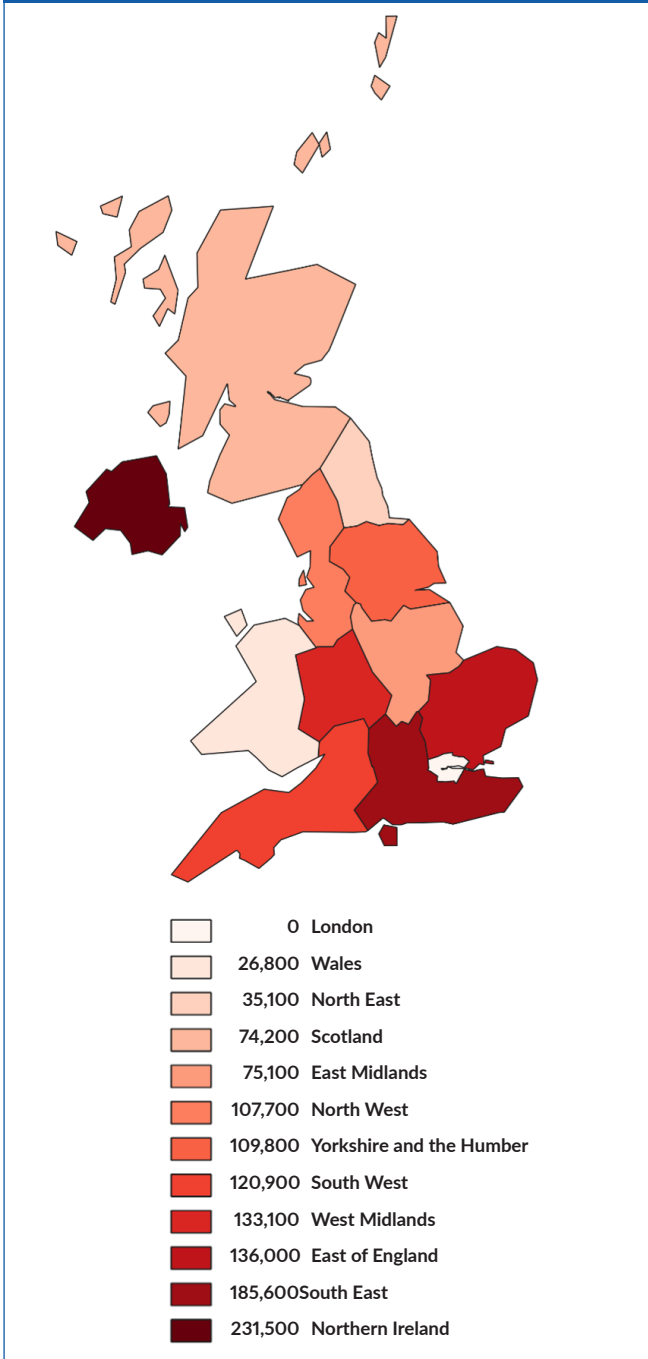 0 London
26,800 Wales
35,100 North East
74,200 Scotland
75,100 East Midlands
107,700 North West
109,800 Yorkshire and the Humber
120,900 South West
133,100 West Midlands
136,000 East of England
185,600South East
231,500 Northern Ireland